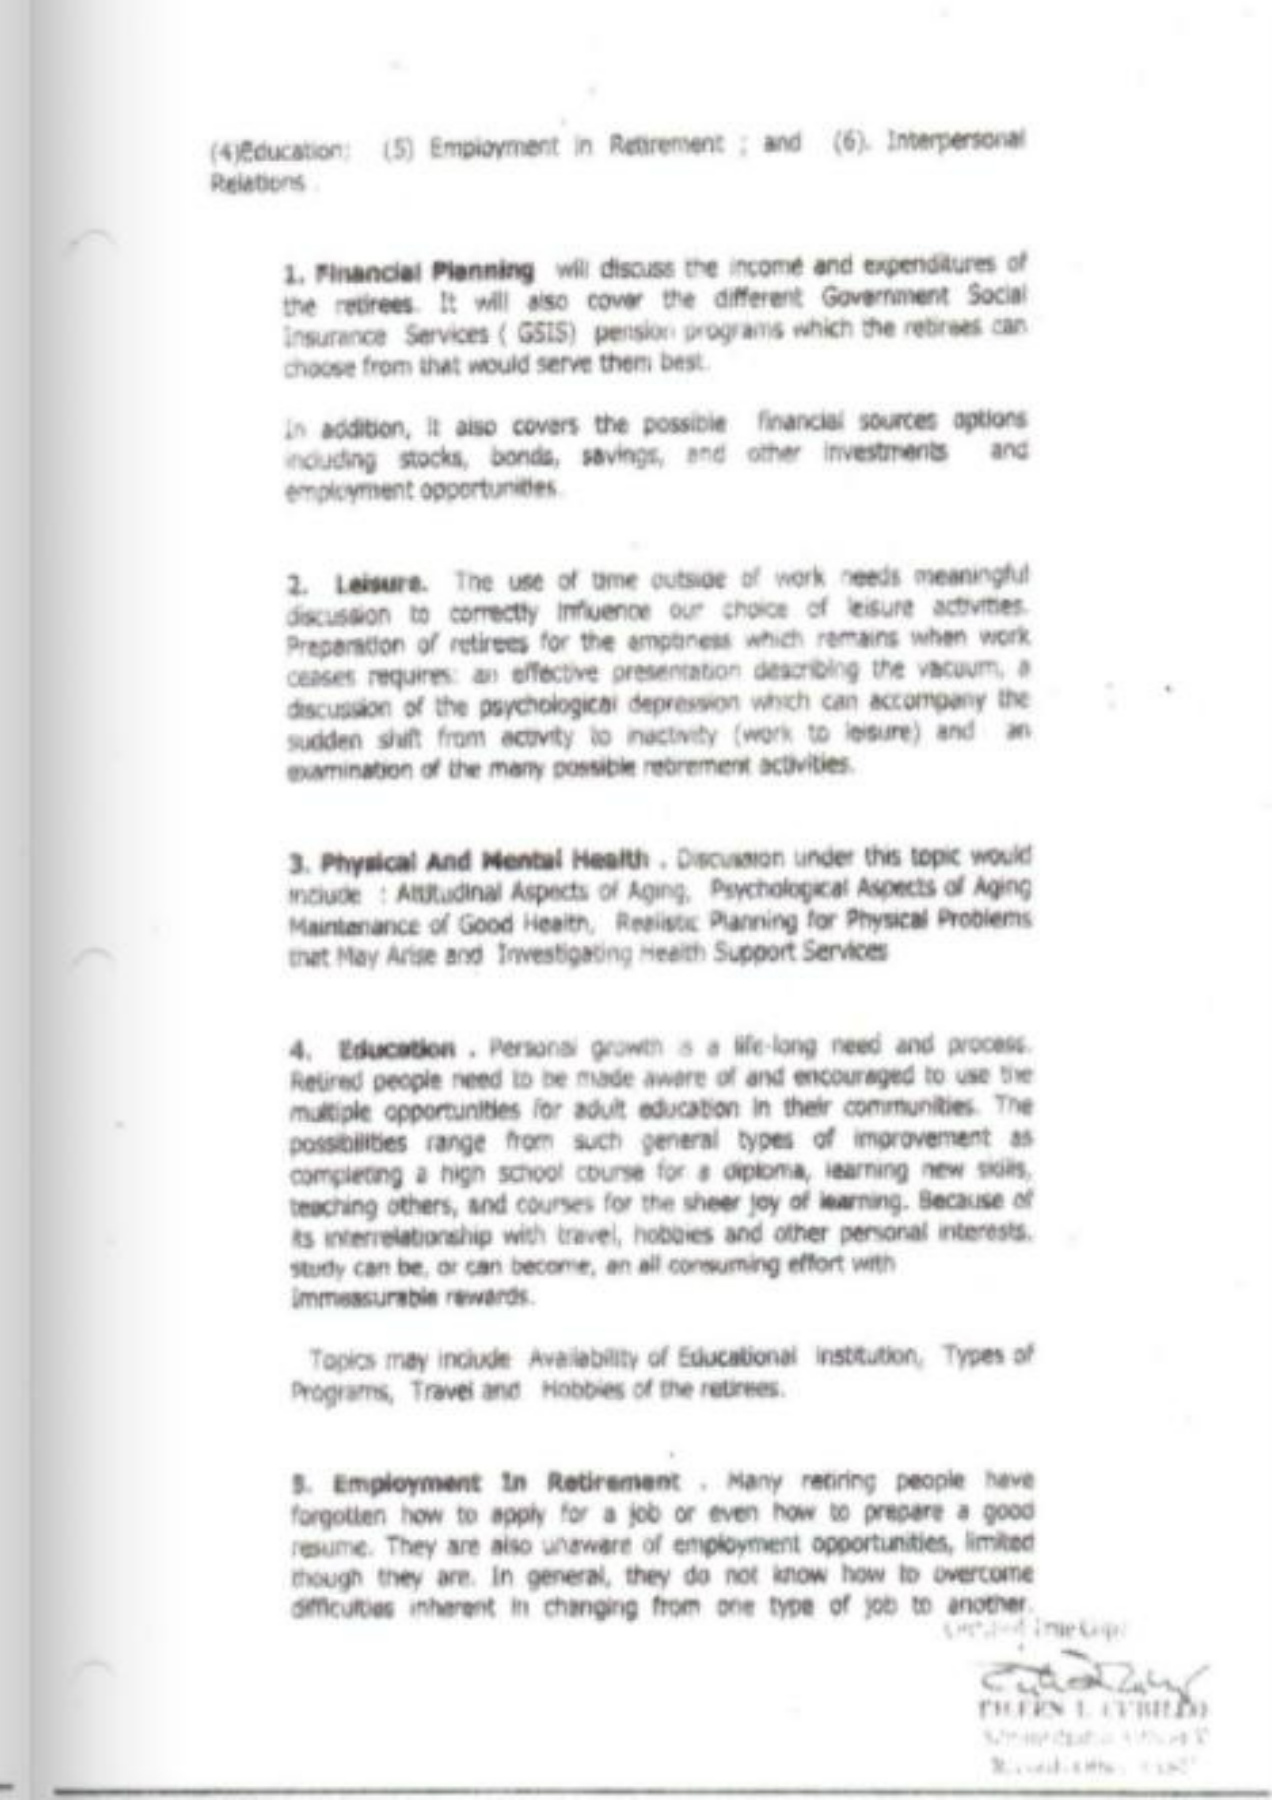 (4)Education; (5) Employment in Retirement ; and (6). Interpersonal
Relations .
1. Financial Planning will discuss the income and expenditures of
the retirees. It will also cover the different Government Social
Insurance Services ( GSIS) pension programs which the retirees can
choose from that would serve them best.
In addition, it also covers the possible financial sources options
including stocks, bonds, savings, and other investments and
employment opportunities.
2. Leisure. The use of time outside of work needs meaningful
discussion to correctly influence our choice of leisure activities.
Preparation of retirees for the emptiness which remains when work
ceases requires: an effective presentation describing the vacuum, a
discussion of the psychological depression which can accompany the
sudden shift from activity to inactivity (work to leisure) and an
examination of the many possible retirement activities.
3. Physical And Mental Health . Discussion under this topic would
include : Attitudinal Aspects of Aging, Psychological Aspects of Aging
Maintenance of Good Health, Realistic Planning for Physical Problems
that May Arise and Investigating Health Support Services
4. Education . Personal growth is a life-long need and process.
Retired people need to be made aware of and encouraged to use the
multiple opportunities for adult education in their communities. The
possibilities range from such general types of improvement as
completing a high school course for a diploma, learning new skills,
teaching others, and courses for the sheer joy of learning. Because of
its interrelationship with travel, hobbies and other personal interests,
study can be, or can become, an all consuming effort with
immeasurable rewards.
Topics may include Availability of Educational institution, Types of
Programs, Travel and Hobbies of the retirees.
5. Employment In Retirement . Many retiring people have
forgotten how to apply for a job or even how to prepare a good
resume. They are also unaware of employment opportunities, limited
though they are. In general, they do not know how to overcome
difficulties inherent in changing from one type of job to another.
Certified True Copy